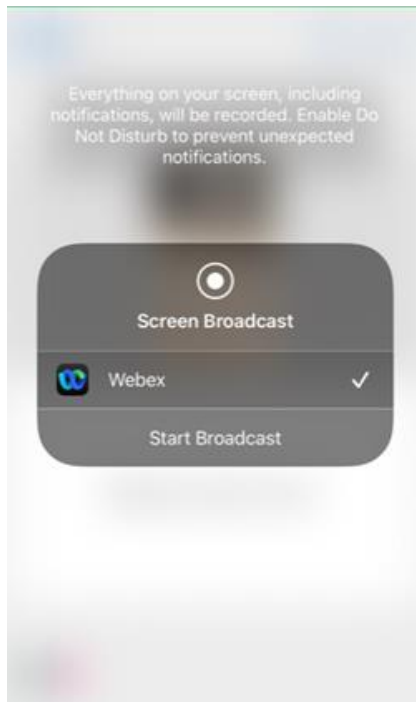 Everything on your screen, including
notifications, will be recorded. Enable Do
Not Disturb to prevent unexpected
notifications.
Screen Broadcast
Webex
Start Broadcast